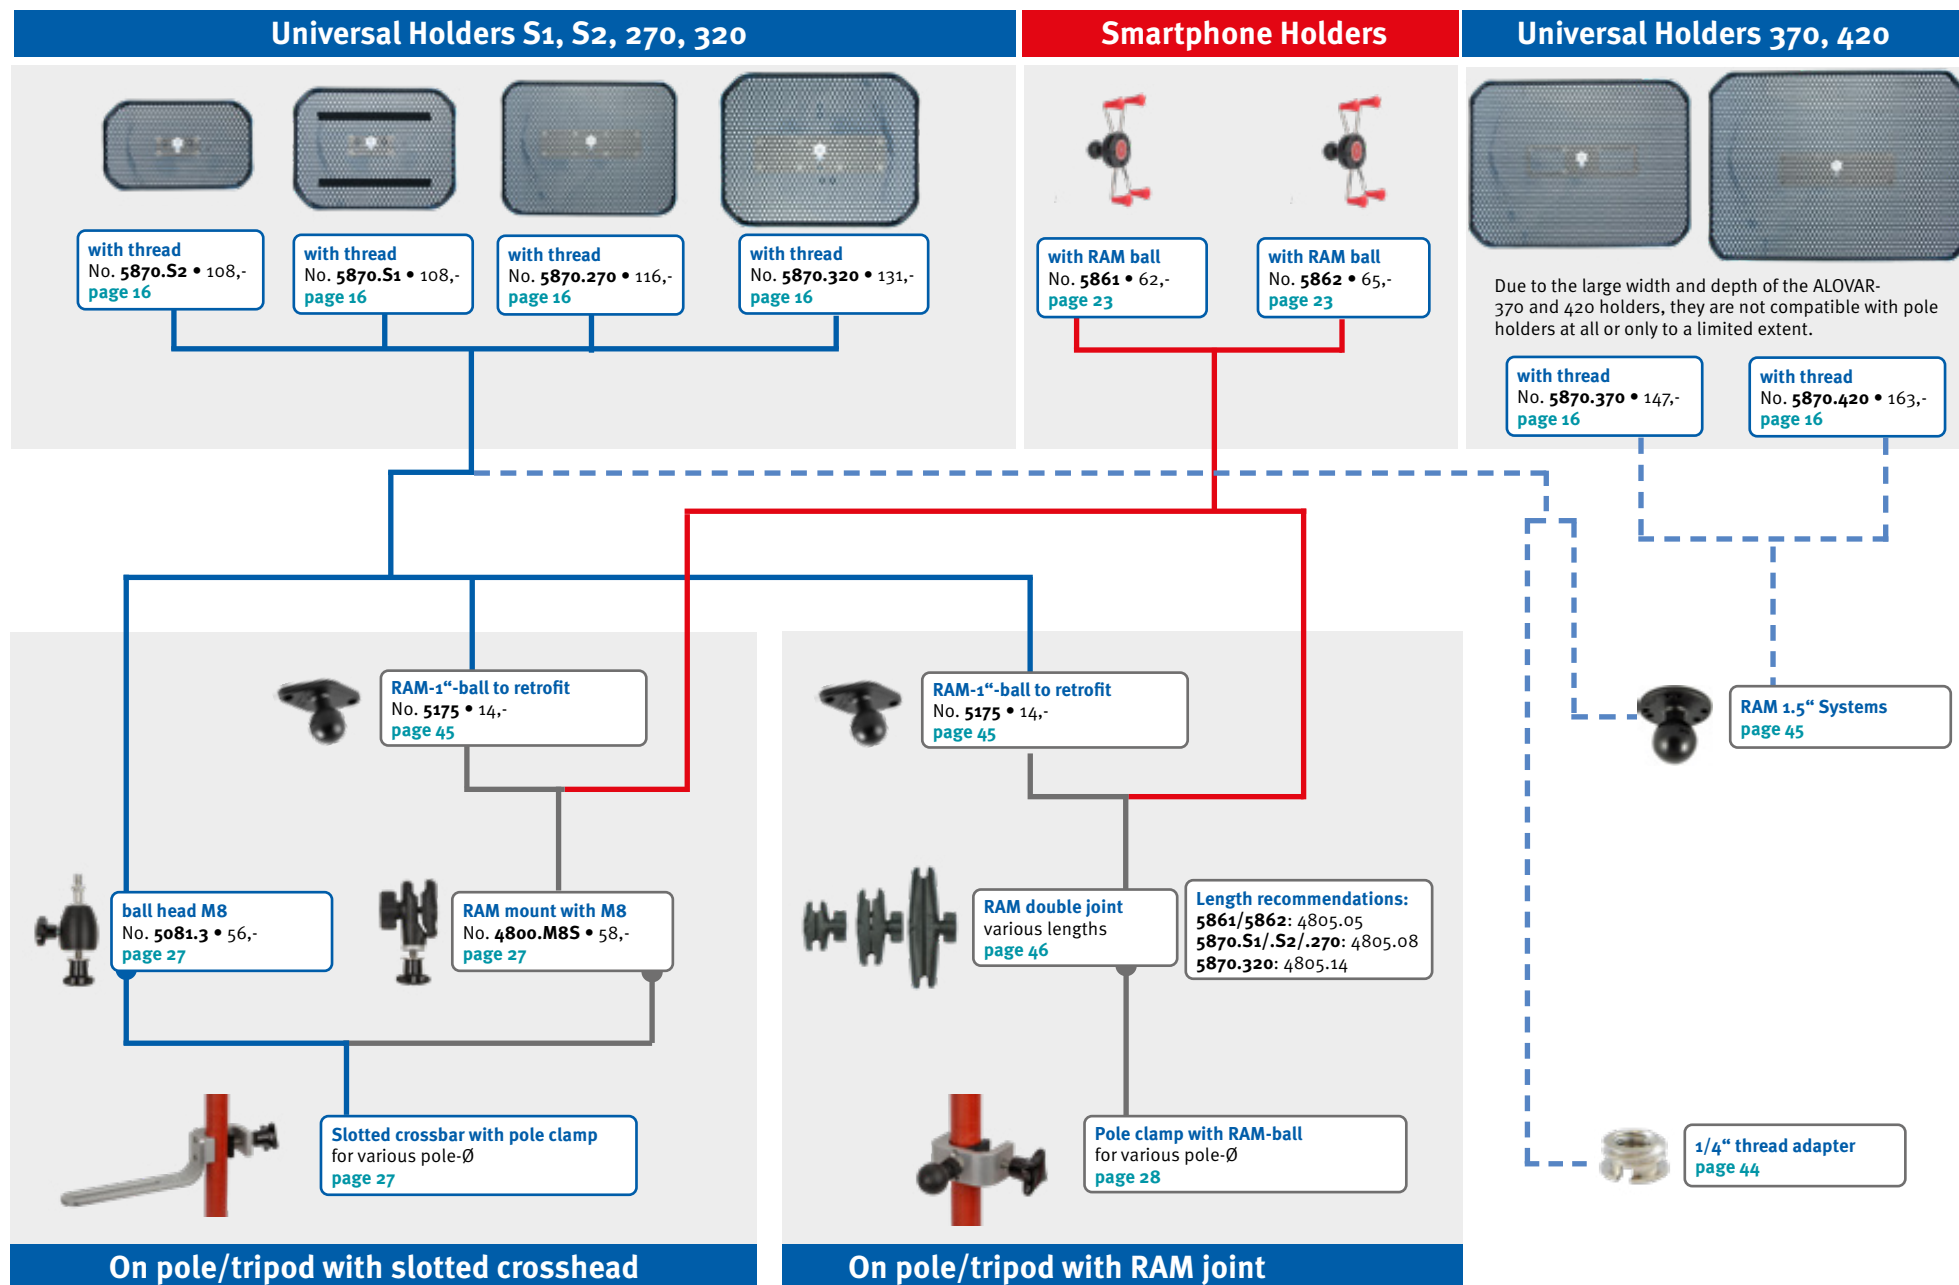 Universal Holders S1, S2, 270, 320
Smartphone Holders
Universal Holders 370, 420
with thread
No. 5870.S2 • 108,-
page 16
with thread
No. 5870.S1 • 108,-
page 16
with thread
No. 5870.270 • 116,-
page 16
with thread
No. 5870.320 • 131,-
page 16
with RAM ball
No. 5861 • 62,-
page 23
with RAM ball
No. 5862 • 65,-
page 23
Due to the large width and depth of the ALOVAR-
370 and 420 holders, they are not compatible with pole
holders at all or only to a limited extent.
with thread
No. 5870.370 • 147,-
page 16
with thread
No. 5870.420 • 163,-
page 16
RAM-1“-ball to retrofit
No. 5175 • 14,-
page 45
RAM-1“-ball to retrofit
No. 5175 • 14,-
page 45
RAM 1.5“ Systems
page 45
ball head M8
No. 5081.3 • 56,-
page 27
RAM mount with M8
No. 4800.M8S • 58,-
page 27
RAM double joint
various lengths
page 46
Length recommendations:
5861/5862: 4805.05
5870.S1/.S2/.270: 4805.08
5870.320: 4805.14
Slotted crossbar with pole clamp
for various pole-Ø
page 27
Pole clamp with RAM-ball
for various pole-Ø
page 28
1/4“ thread adapter
page 44
On pole/tripod with slotted crosshead
On pole/tripod with RAM joint